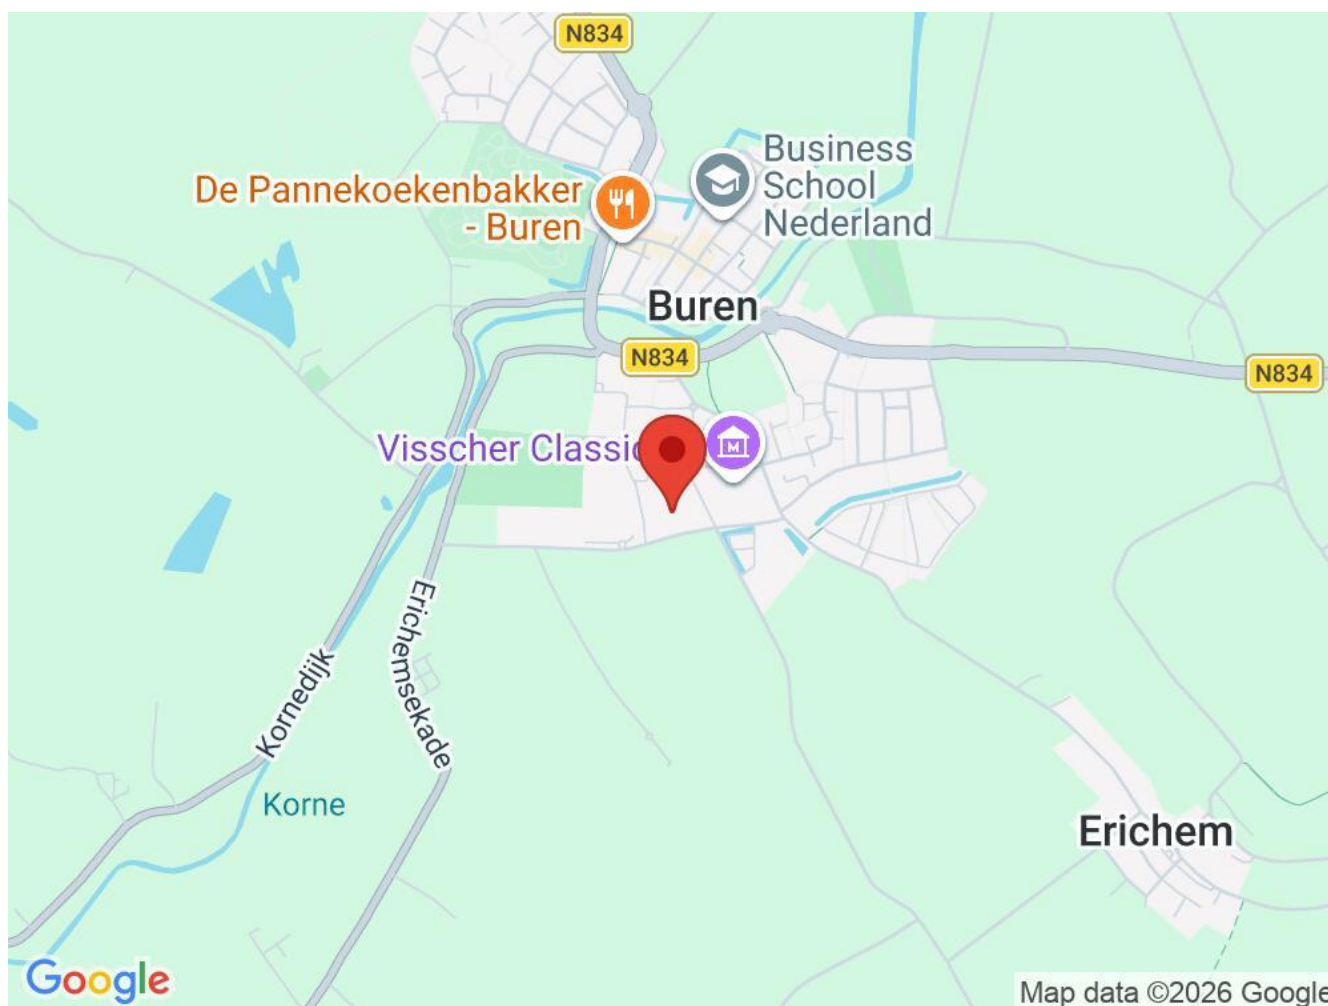 N834
Business
School
Nederland
De Pannekoekenbakker
- Buren
Buren
N834
N834
Visscher Classic
Erichemsekade
Kornedijk
Korne
Erichem
Google
Map data ©2026 Google